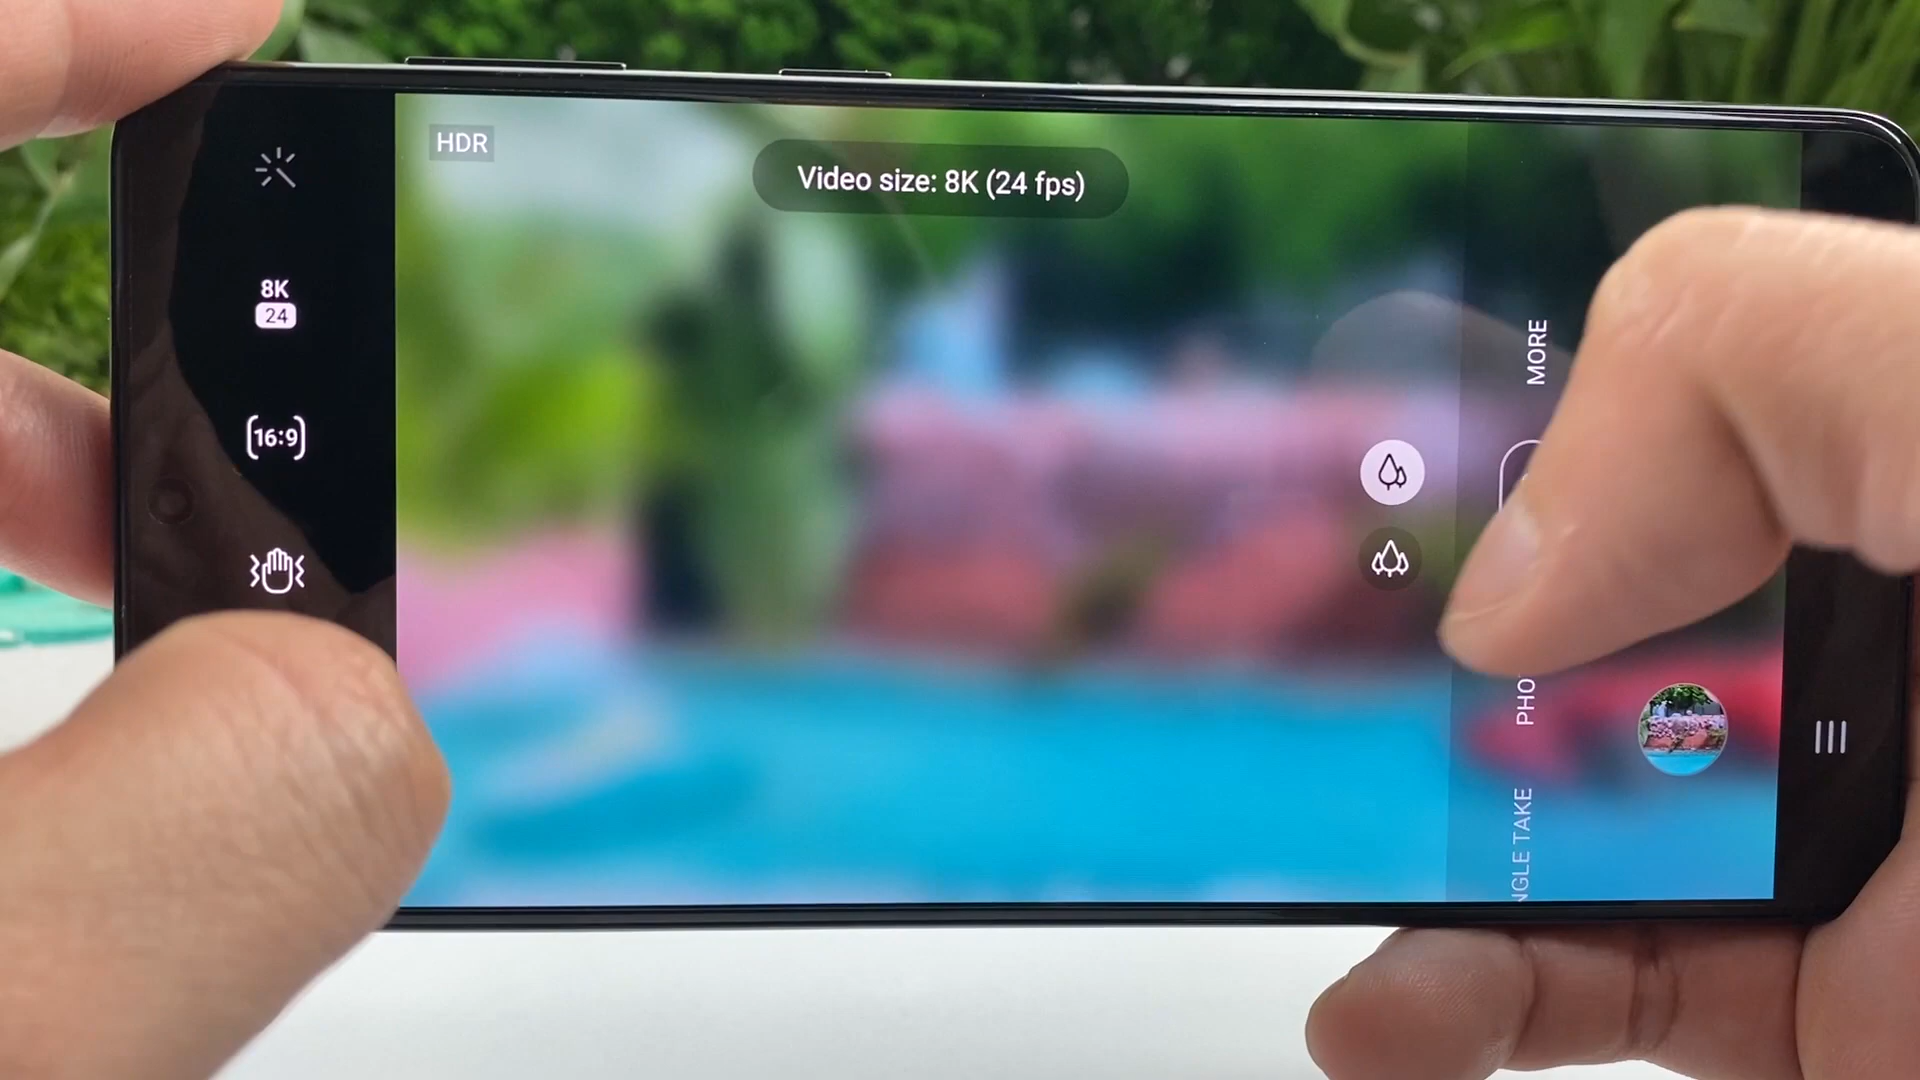 HDR
Video size: 8K (24 fps)
8K
24
16:9
MORE
PHO
NGLE TAKE